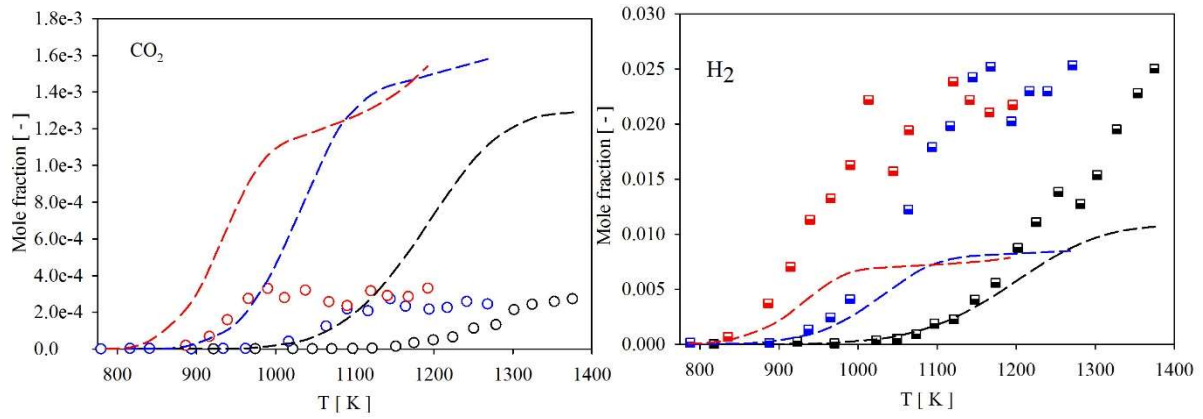 CO₂
Mole fraction [ - ]
1.8e-3
1.6e-3
1.4e-3
1.2e-3
1.0e-3
8.0e-4
6.0e-4
4.0e-4
2.0e-4
0.0
800 900 1000 1100 1200 1300 1400
T [ K ]
H2
Mole fraction [ - ]
0.030
0.025
0.020
0.015
0.010
0.005
0.000
800 900 1000 1100 1200 1300 1400
T [ K ]